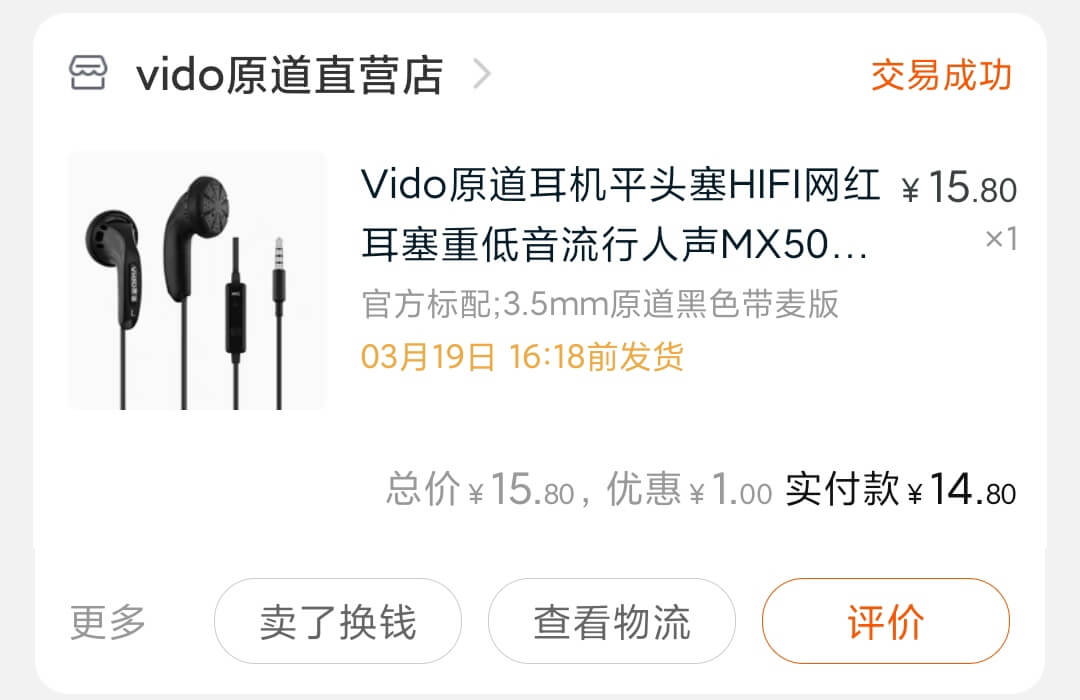 vido原道直营店
交易成功
Vido原道耳机平头塞HIFI网红
¥15.80
耳塞重低音流行人声MX50...
×1
官方标配;3.5mm原道黑色带麦版
03月19日 16:18前发货
总价¥15.80, 优惠¥1.00 实付款¥14.80
更多
卖了换钱
查看物流
评价